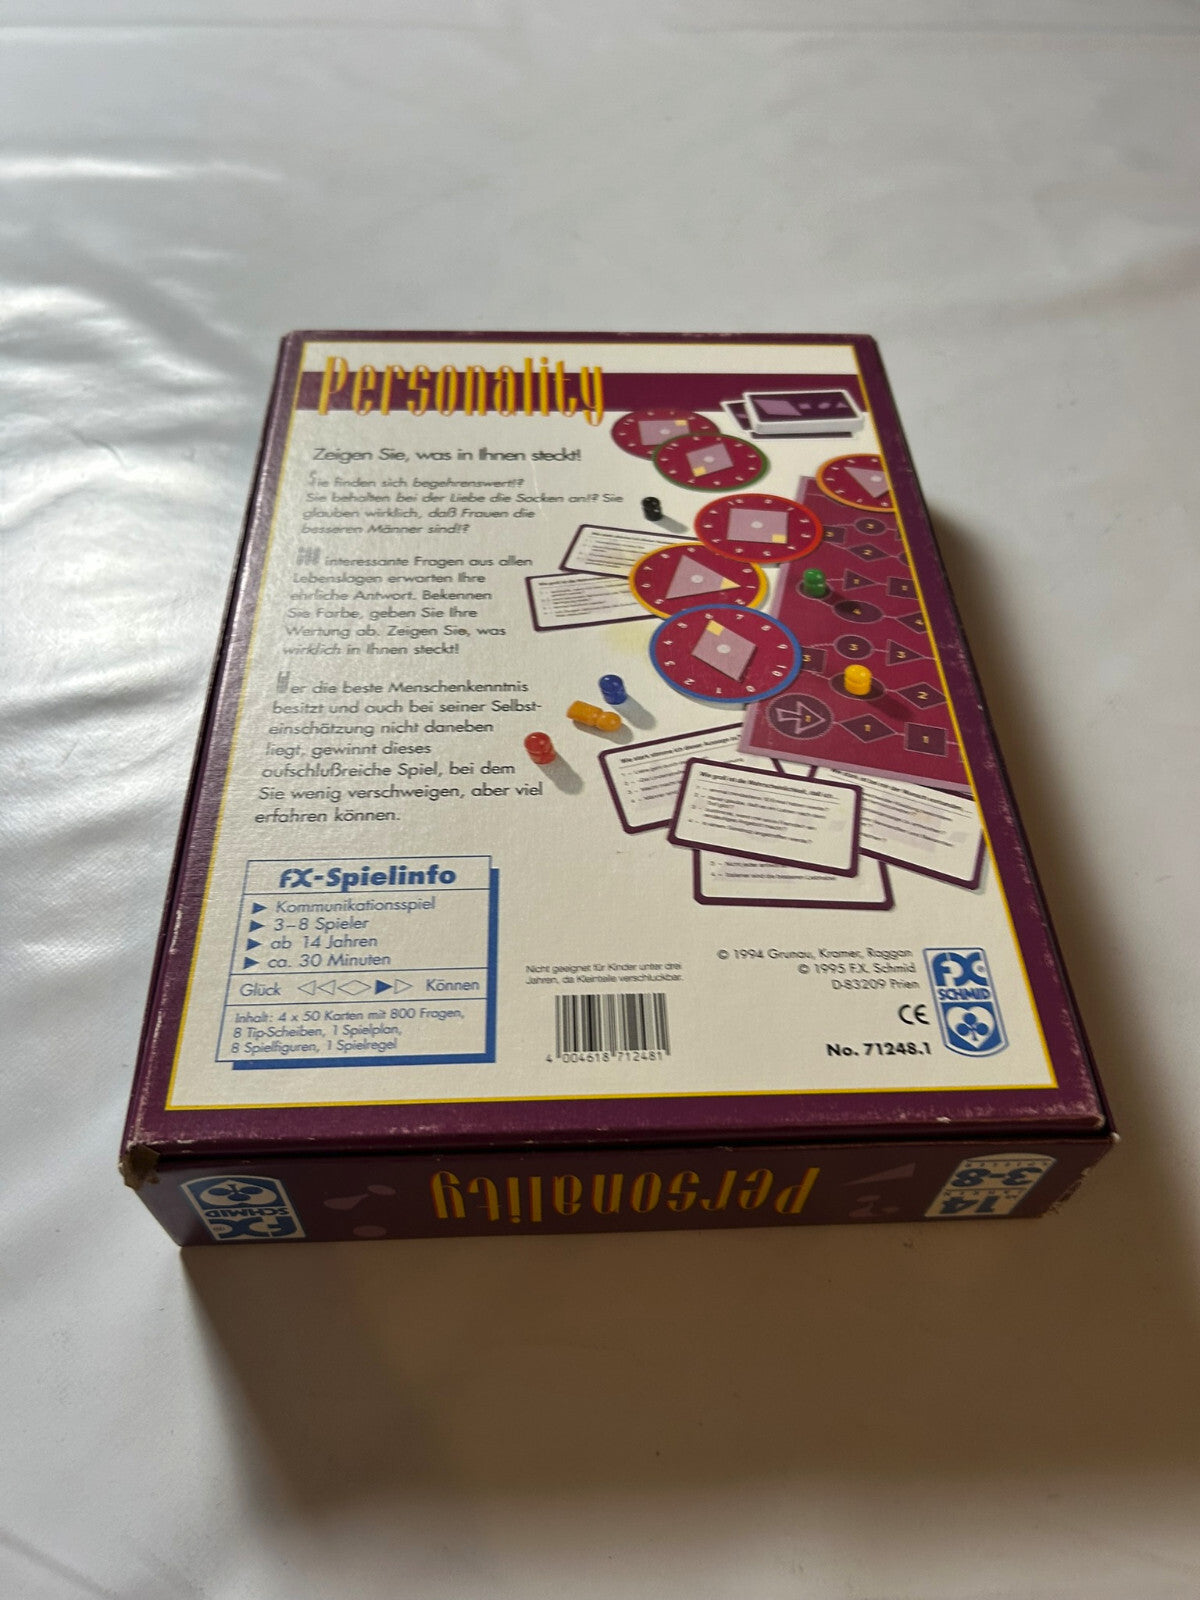 Personality
Zeigen Sie, was in Ihnen steckt!
Sie finden sich begehrenswert!?
Sie behalten bei der Liebe die Socken an!? Sie
glauben wirklich, daß Frauen die
besseren Männer sind!?
800 interessante Fragen aus allen
Lebenslagen erwarten Ihre
ehrliche Antwort. Bekennen
Sie Farbe, geben Sie Ihre
Wertung ab. Zeigen Sie, was
wirklich in Ihnen steckt!
Wer die beste Menschenkenntnis
besitzt und auch bei seiner Selbst-
einschätzung nicht daneben
liegt, gewinnt dieses
aufschlußreiche Spiel, bei dem
Sie wenig verschweigen, aber viel
erfahren können.
FX-Spielinfo
Kommunikationsspiel
3–8 Spieler
ab 14 Jahren
ca. 30 Minuten
Glück Können
Inhalt: 4 x 50 Karten mit 800 Fragen,
8 Tip-Scheiben, 1 Spielplan,
8 Spielfiguren, 1 Spielregel
Nicht geeignet für Kinder unter drei
Jahren, da Kleinteile verschluckbar.
4 004618 712481
© 1994 Grunau, Kramer, Raggan
© 1995 F.X. Schmid
D-83209 Prien
CE
No. 71248.1
FX
SCHMID
FX
SCHMID
Personality
14
3-8